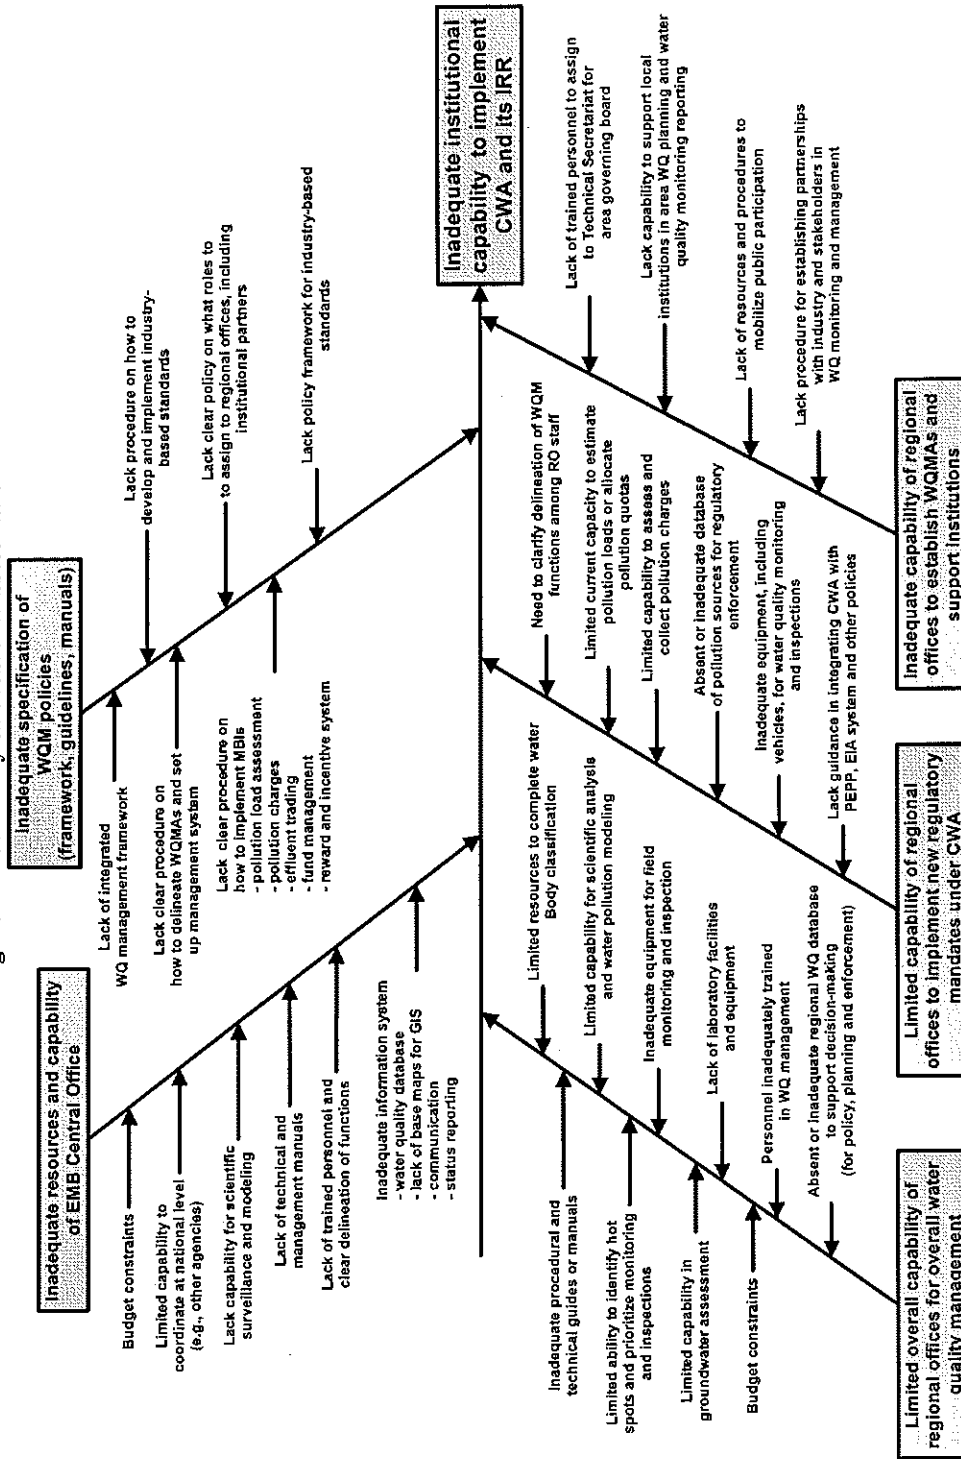 Inadequate resources and capability
of EMB Central Office
Budget constraints
Limited capability to
coordinate at national level
(e.g., other agencies)
Lack capability for scientific
surveillance and modeling
Lack of technical and
management manuals
Lack of trained personnel and
clear delineation of functions
Inadequate information system
- water quality database
- lack of base maps for GIS
- communication
- status reporting
Inadequate specification of
WQM policies
(framework, guidelines, manuals)
Lack of integrated
WQ management framework
Lack clear procedure on
how to delineate WQMAs and set
up management system
Lack clear procedure on
how to implement MBIs
- pollution load assessment
- pollution charges
- effluent trading
- fund management
- reward and incentive system
Lack procedure on how to
develop and implement industry-
based standards
Lack clear policy on what roles to
to assign to regional offices, including
institutional partners
Lack policy framework for industry-based
standards
Inadequate institutional
capability to implement
CWA and its IRR
Inadequate procedural and
technical guides or manuals
Limited ability to identify hot
spots and prioritize monitoring
and inspections
Limited capability in
groundwater assessment
Budget constraints
Limited resources to complete water
Body classification
Limited capability for scientific analysis
and water pollution modeling
Inadequate equipment for field
monitoring and inspection
Lack of laboratory facilities
and equipment
Personnel inadequately trained
in WQ management
Absent or inadequate regional WQ database
to support decision-making
(for policy, planning and enforcement)
Limited overall capability of
regional offices for overall water
quality management
Need to clarify delineation of WQM
functions among RO staff
Limited current capacity to estimate
pollution loads or allocate
pollution quotas
Limited capability to assess and
collect pollution charges
Absent or inadequate database
of pollution sources for regulatory
enforcement
Inadequate equipment, including
vehicles, for water quality monitoring
and inspections
Lack guidance in integrating CWA with
PEPP, EIA system and other policies
Limited capability of regional
offices to implement new regulatory
mandates under CWA
Lack of trained personnel to assign
to Technical Secretariat for
area governing board
Lack capability to support local
institutions in area WQ planning and water
quality monitoring reporting
Lack of resources and procedures to
mobilize public participation
Lack procedure for establishing partnerships
with industry and stakeholders in
WQ monitoring and management
Inadequate capability of regional
offices to establish WQMAs and
support institutions